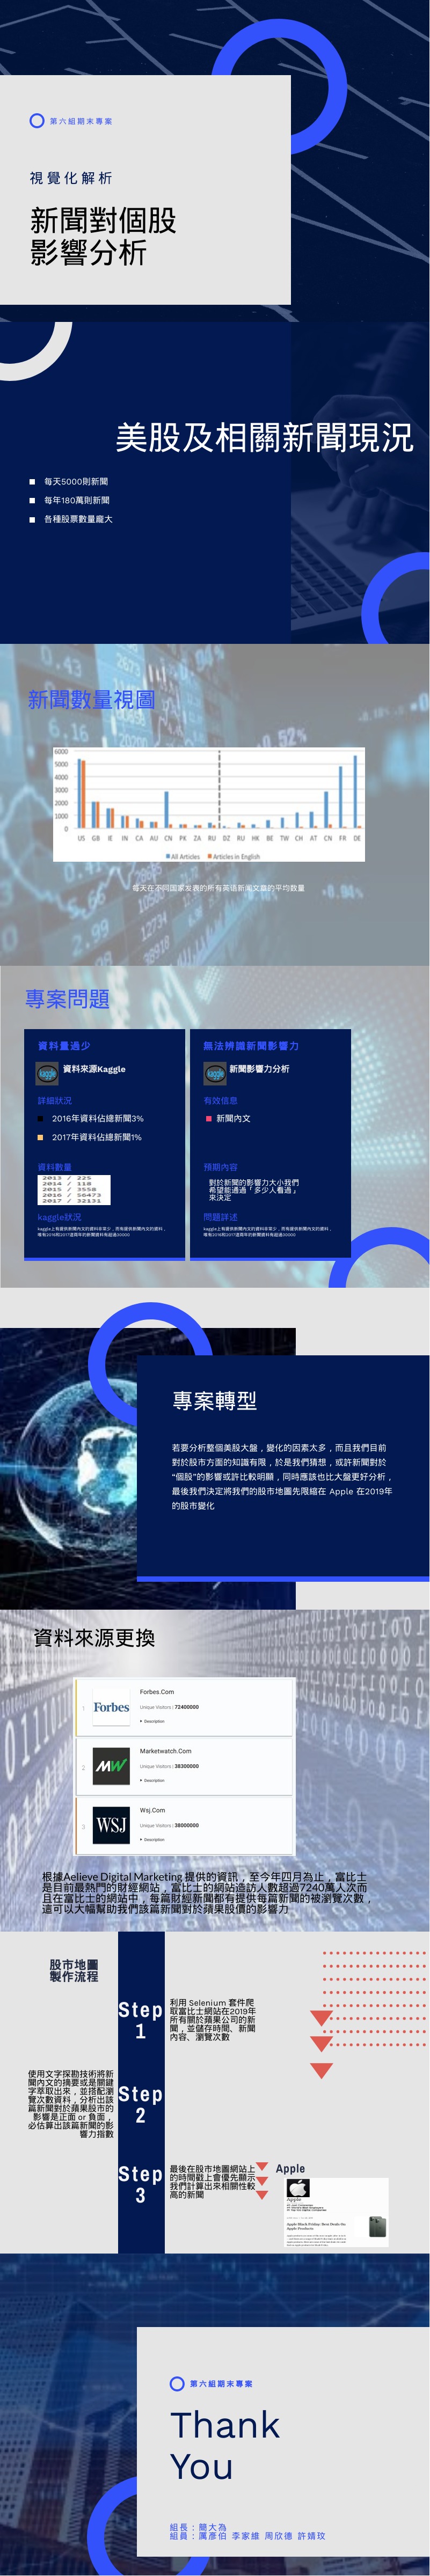 第六組期末專案
視覺化解析
新聞對個股
影響分析
美股及相關新聞現況
每天5000則新聞
每年180萬則新聞
各種股票數量龐大
新聞數量視圖
6000
5000
4000
3000
2000
1000
0
US GB IE IN CA AU CN PK ZA RU DZ RU HK BE TW CH IT CN FR DE
All Articles Articles in English
每天在不同国家发表的所有英语新闻文章的平均数量
專案問題
資料量過少
資料來源Kaggle
詳細狀況
2016年資料佔總新聞3%
2017年資料佔總新聞1%
資料數量
2013 / 225
2014 / 118
2015 / 3558
2016 / 56473
2017 / 32131
kaggle狀況
kaggle上有提供新聞內文的資料非常少，而有提供新聞內文的資料，
唯有2016和2017這兩年的新聞資料有超過30000
無法辨識新聞影響力
新聞影響力分析
有效信息
新聞內文
預期內容
對於新聞的影響力大小我們
希望能通過「多少人看過」
來決定
問題詳述
kaggle上有提供新聞內文的資料非常少，而有提供新聞內文的資料，
唯有2016和2017這兩年的新聞資料有超過30000
專案轉型
若要分析整個美股大盤，變化的因素太多，而且我們目前
對於股市方面的知識有限，於是我們猜想，或許新聞對於
“個股”的影響或許比較明顯，同時應該也比大盤更好分析，
最後我們決定將我們的股市地圖先限縮在 Apple 在2019年
的股市變化
資料來源更換
1
Forbes
Forbes.Com
Unique Visitors : 72400000
Description
2
MW
Marketwatch.Com
Unique Visitors : 38300000
Description
3
WSJ
Wsj.Com
Unique Visitors : 38000000
Description
根據Aelieve Digital Marketing 提供的資訊，至今年四月為止，富比士
是目前最熱門的財經網站，富比士的網站造訪人數超過7240萬人次而
且在富比士的網站中，每篇財經新聞都有提供每篇新聞的被瀏覽次數，
這可以大幅幫助我們該篇新聞對於蘋果股價的影響力
股市地圖
製作流程
Step
1
利用 Selenium 套件爬
取富比士網站在2019年
所有關於蘋果公司的新
聞，並儲存時間、新聞
內容、瀏覽次數
使用文字探勘技術將新
聞內文的摘要或是關鍵
字萃取出來，並搭配瀏
覽次數資料，分析出該
篇新聞對於蘋果股市的
影響是正面 or 負面，
必估算出該篇新聞的影
響力指數
Step
2
Step
3
最後在股市地圖網站上
的時間戳上會優先顯示
我們計算出來相關性較
高的新聞
Apple
Apple
Apple Black Friday: Best Deals for
Apple Products
第六組期末專案
Thank
You
組長：簡大為
組員：厲彥伯 李家維 周欣德 許婧玟